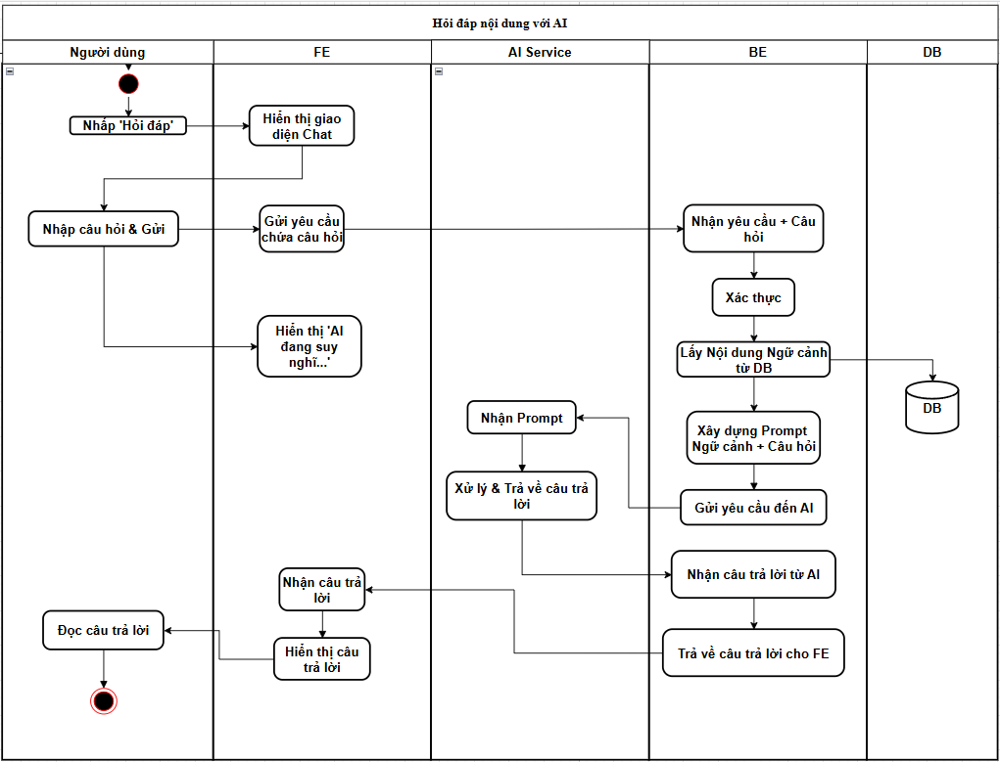 Hỏi đáp nội dung với AI
Người dùng
FE
AI Service
BE
DB
Nhấp 'Hỏi đáp'
Hiển thị giao
diện Chat
Nhập câu hỏi & Gửi
Gửi yêu cầu
chứa câu hỏi
Nhận yêu cầu + Câu
hỏi
Xác thực
Hiển thị 'AI
đang suy
nghĩ...'
Lấy Nội dung Ngữ cảnh
từ DB
DB
Nhận Prompt
Xây dựng Prompt
Ngữ cảnh + Câu hỏi
Xử lý & Trả về câu trả
lời
Gửi yêu cầu đến AI
Nhận câu trả lời từ AI
Nhận câu trả
lời
Đọc câu trả lời
Hiển thị câu
trả lời
Trả về câu trả lời cho FE